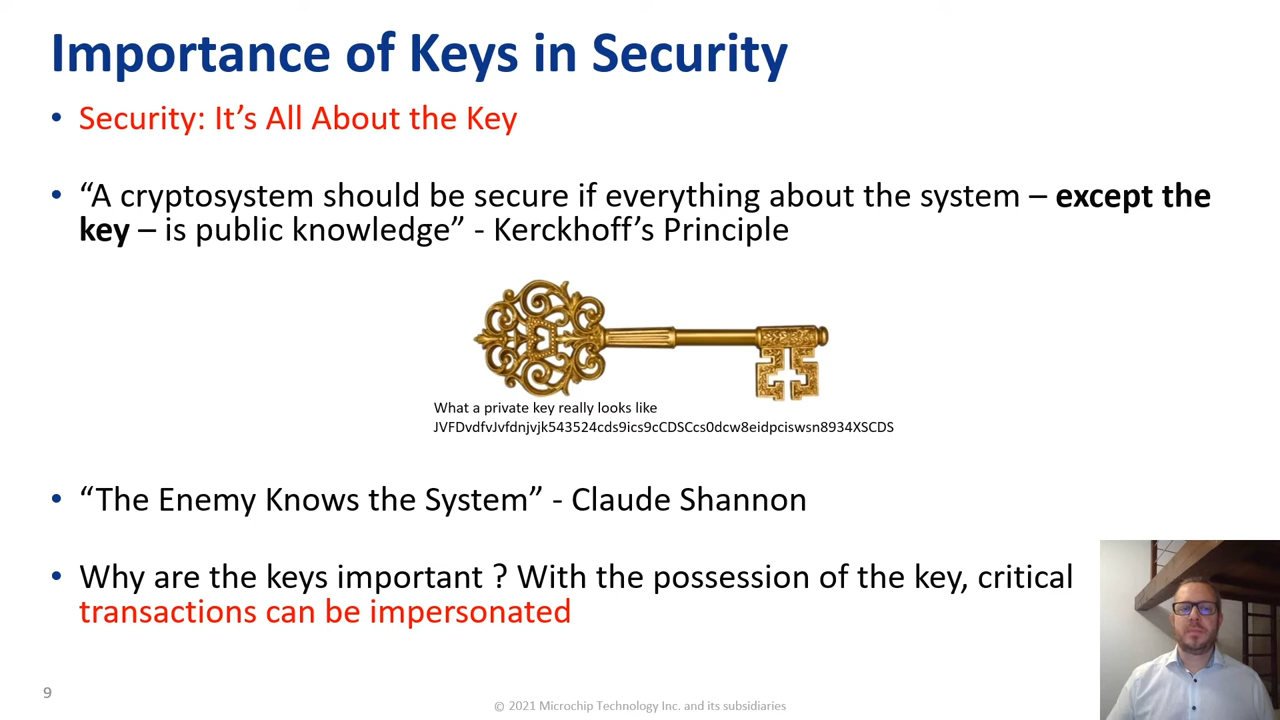 Importance of Keys in Security
• Security: It’s All About the Key
• “A cryptosystem should be secure if everything about the system – except the
key – is public knowledge” - Kerckhoff’s Principle
What a private key really looks like
JVFDvdfvJvfdnjvjk543524cds9ics9cCDSCcs0dcw8eidpciswsn8934XSCDS
• “The Enemy Knows the System” - Claude Shannon
• Why are the keys important ? With the possession of the key, critical
transactions can be impersonated
9
© 2021 Microchip Technology Inc. and its subsidiaries